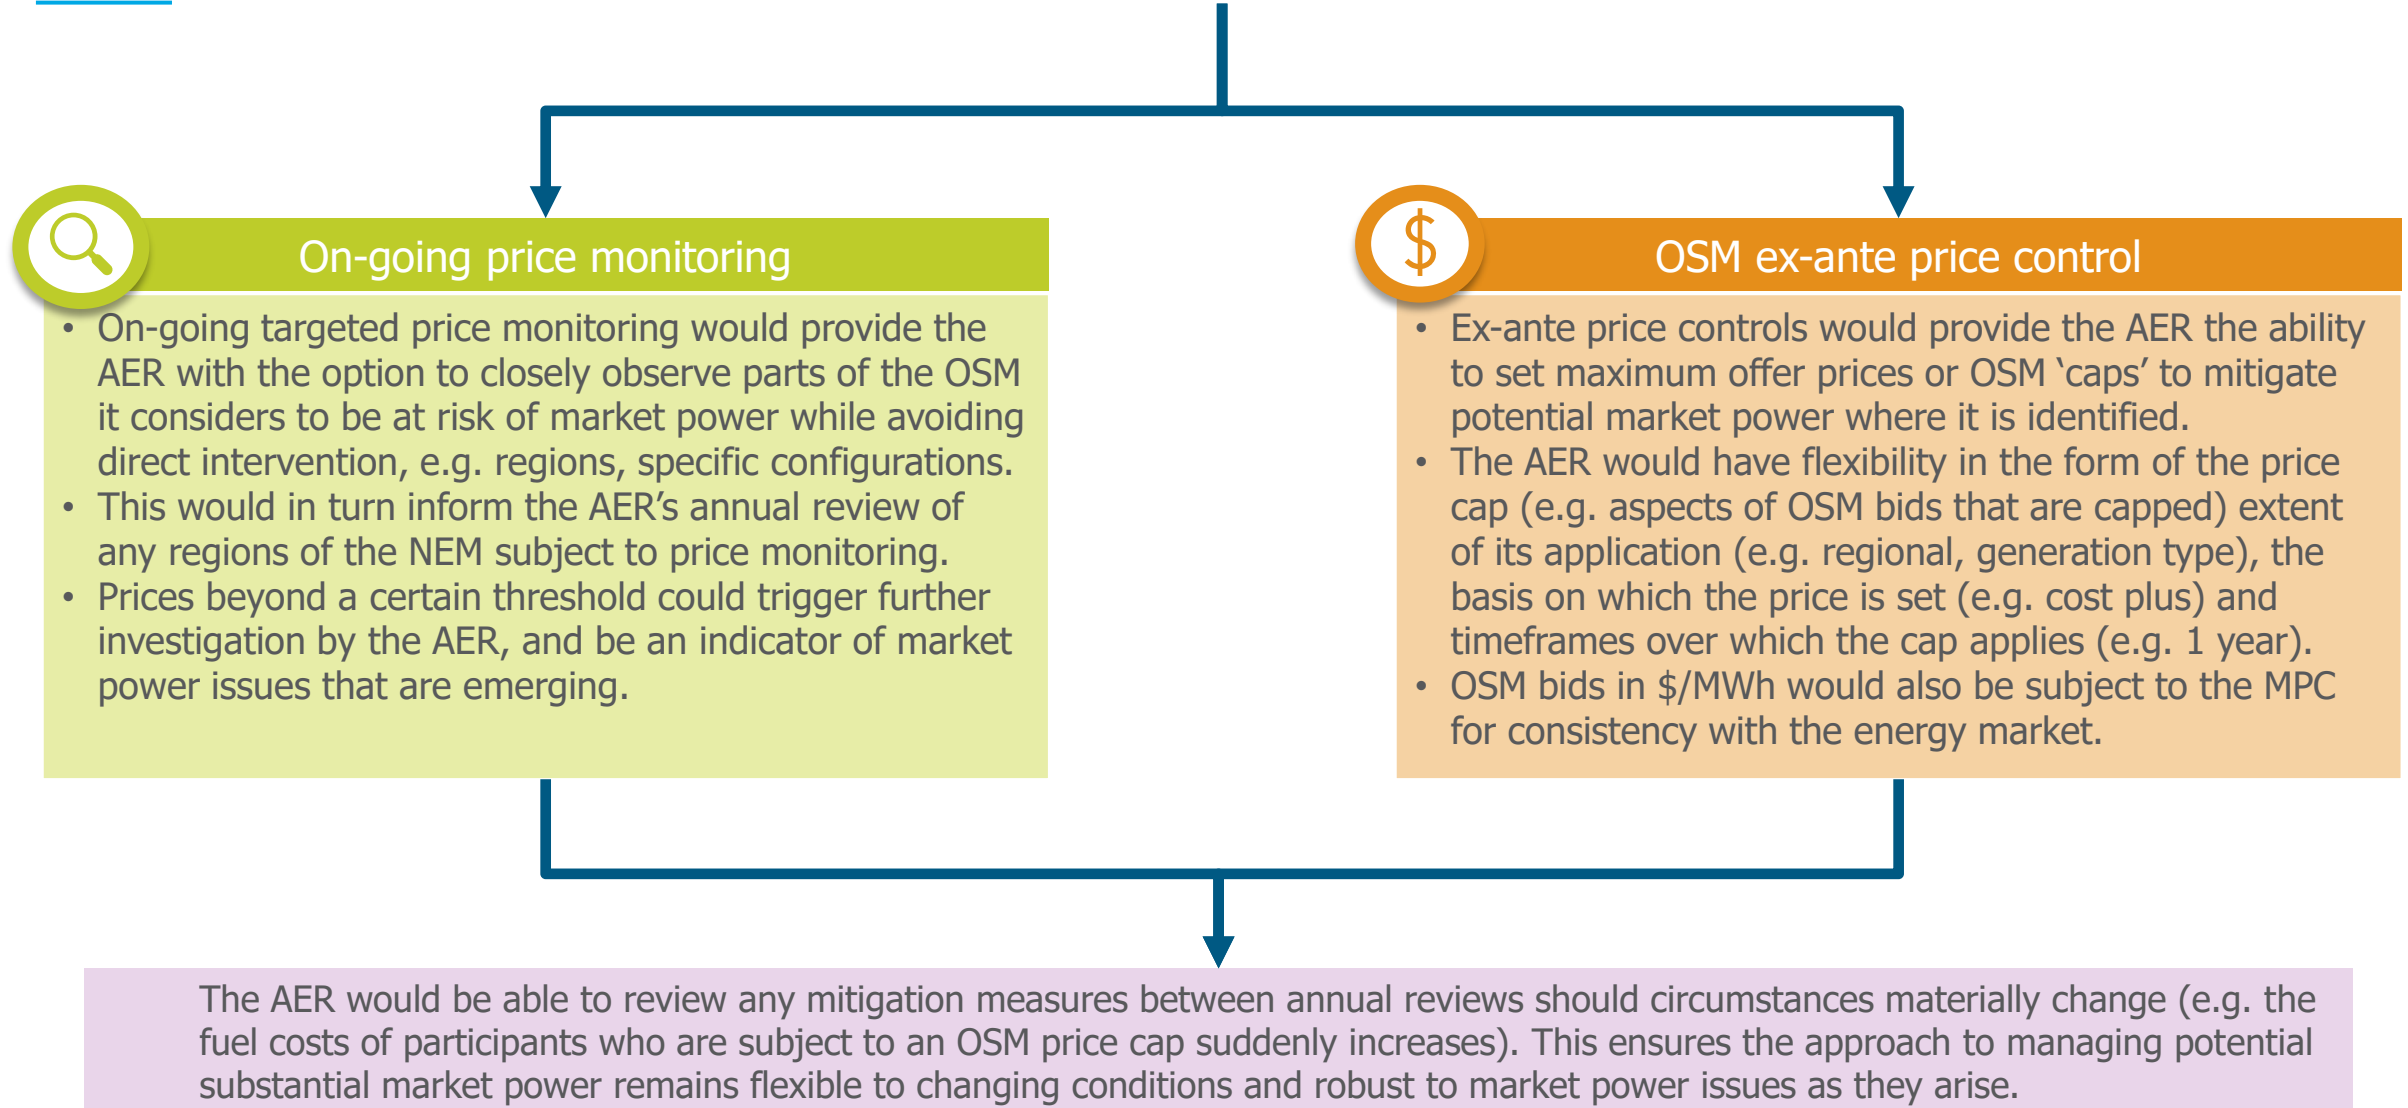 On-going price monitoring
• On-going targeted price monitoring would provide the
AER with the option to closely observe parts of the OSM
it considers to be at risk of market power while avoiding
direct intervention, e.g. regions, specific configurations.
• This would in turn inform the AER’s annual review of
any regions of the NEM subject to price monitoring.
• Prices beyond a certain threshold could trigger further
investigation by the AER, and be an indicator of market
power issues that are emerging.
$
OSM ex-ante price control
• Ex-ante price controls would provide the AER the ability
to set maximum offer prices or OSM ‘caps’ to mitigate
potential market power where it is identified.
• The AER would have flexibility in the form of the price
cap (e.g. aspects of OSM bids that are capped) extent
of its application (e.g. regional, generation type), the
basis on which the price is set (e.g. cost plus) and
timeframes over which the cap applies (e.g. 1 year).
• OSM bids in $/MWh would also be subject to the MPC
for consistency with the energy market.
The AER would be able to review any mitigation measures between annual reviews should circumstances materially change (e.g. the
fuel costs of participants who are subject to an OSM price cap suddenly increases). This ensures the approach to managing potential
substantial market power remains flexible to changing conditions and robust to market power issues as they arise.